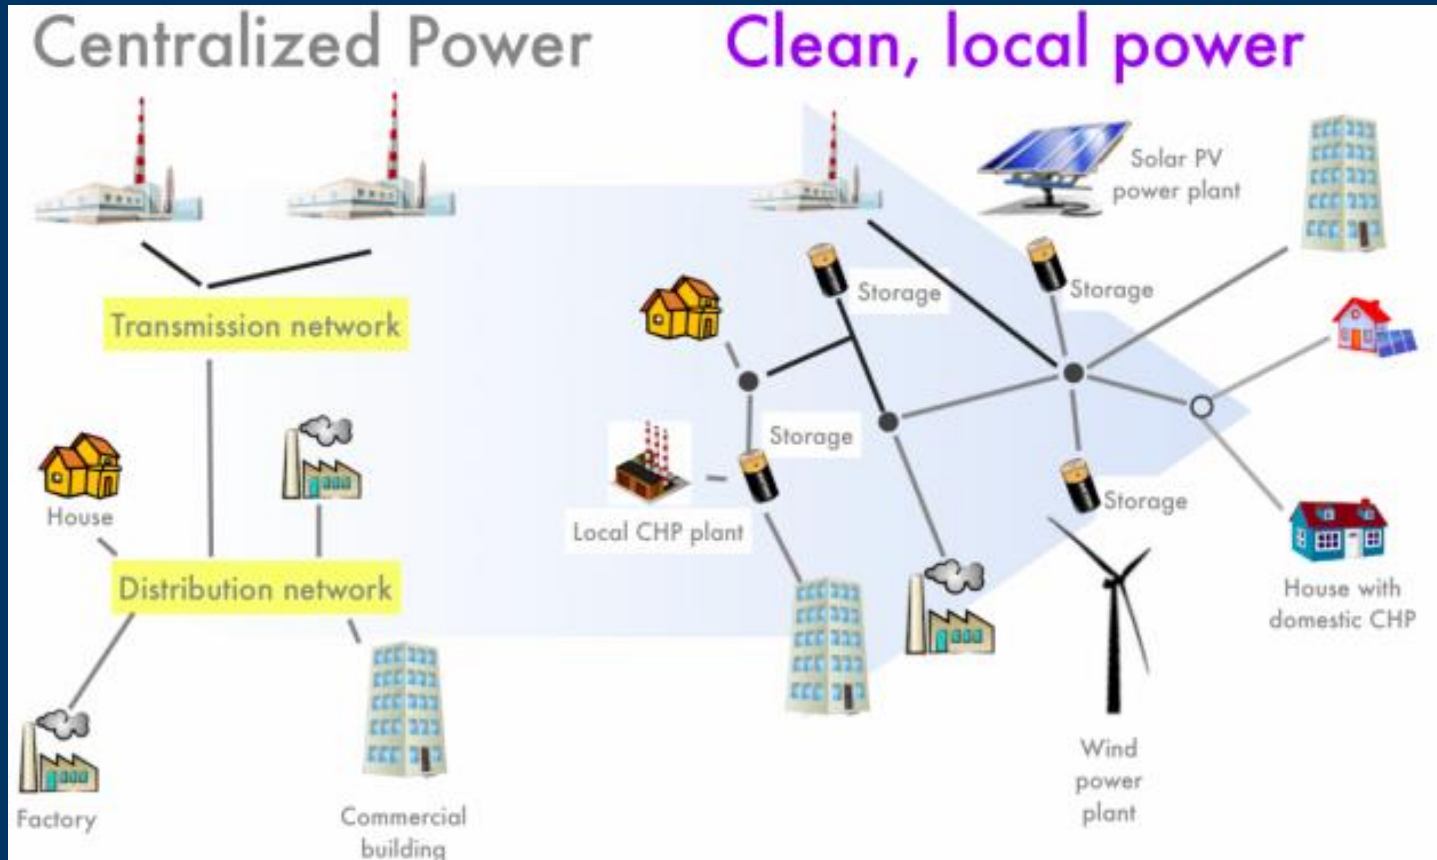 Centralized Power
Clean, local power
Solar PV
power plant
Storage
Storage
Transmission network
Storage
House
Local CHP plant
Storage
Distribution network
House with
domestic CHP
Wind
power
plant
Factory
Commercial
building